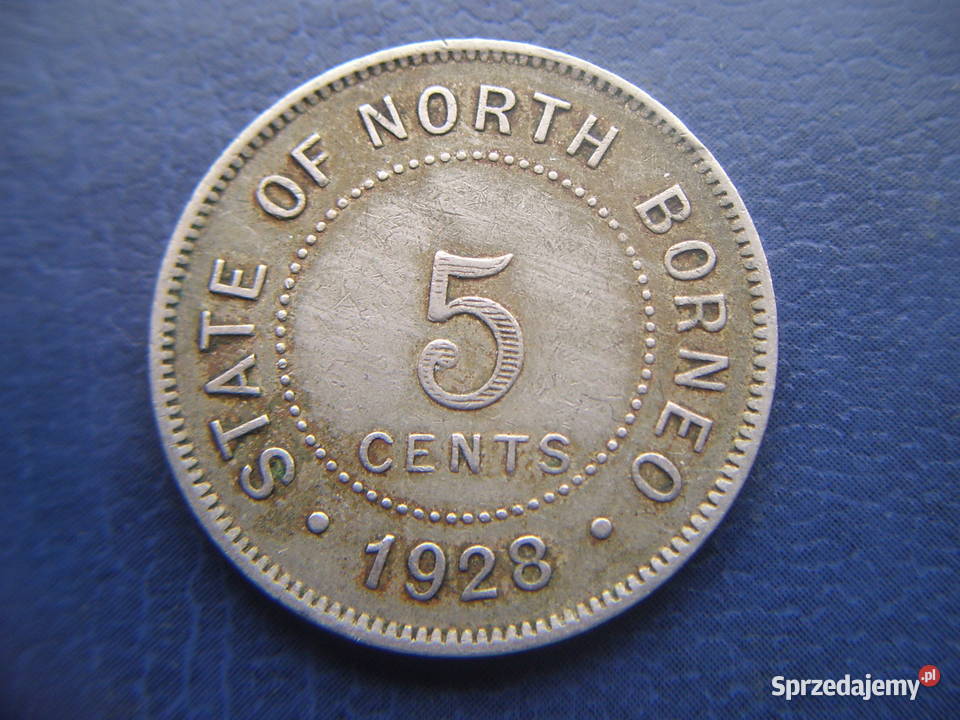 STATE OF NORTH BORNEO
5
CENTS
• 1928 •
Sprzedajemy.pl